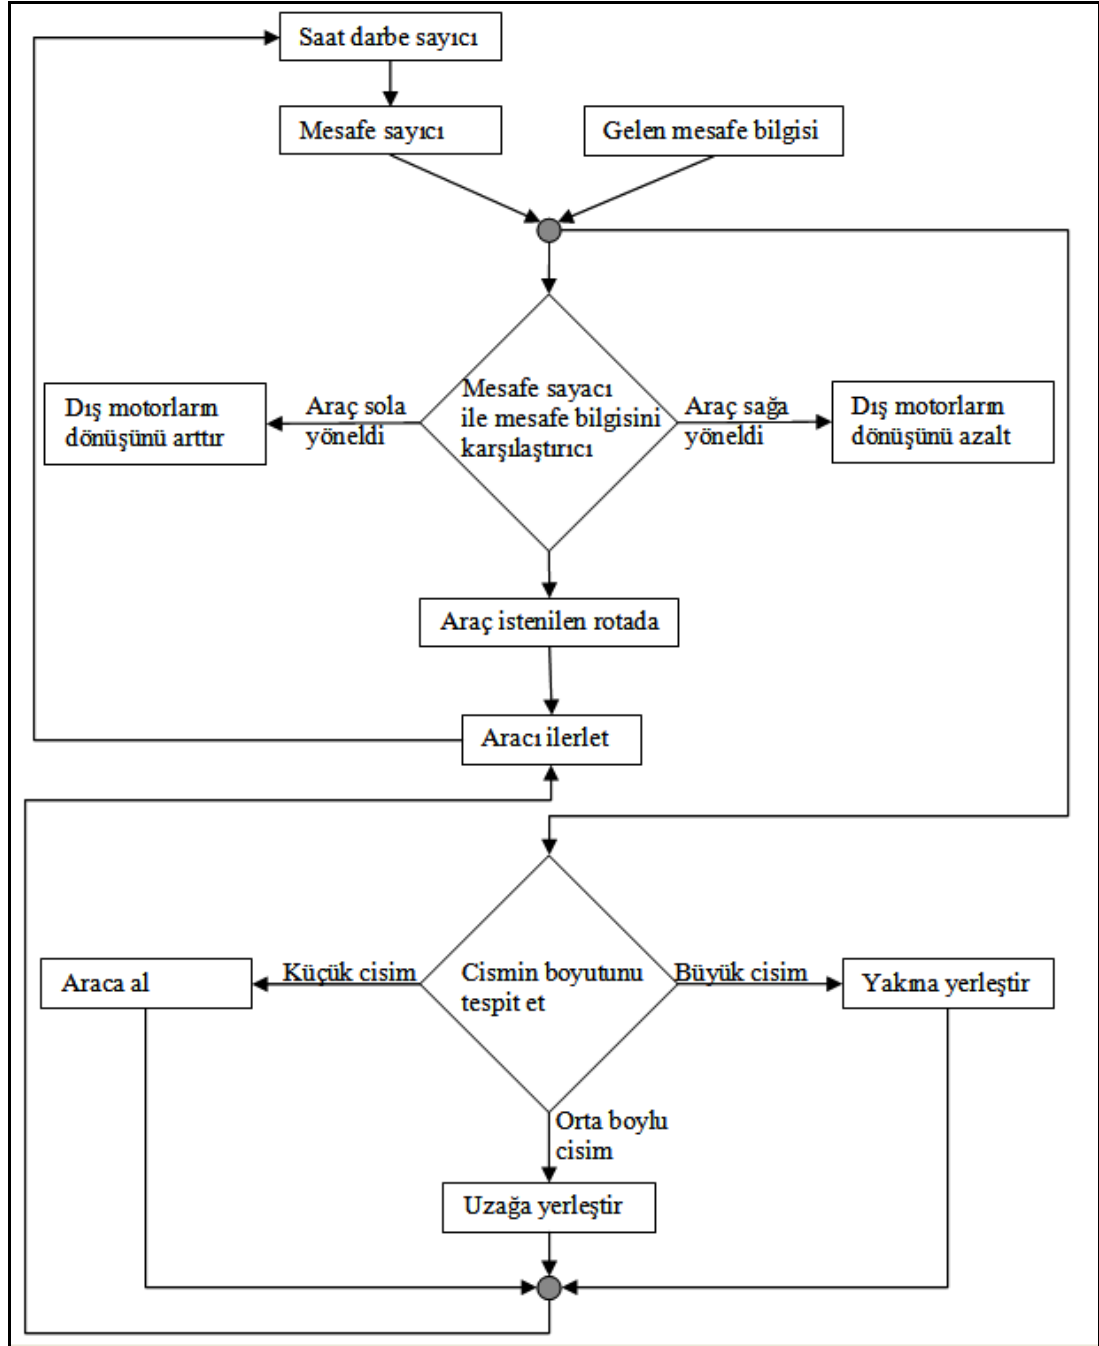 Saat darbe sayıcı
Mesafe sayıcı
Gelen mesafe bilgisi
Mesafe sayacı
ile mesafe bilgisini
karşılaştırıcı
Araç sola
yöneldi
Dış motorların
dönüşünü arttır
Araç sağa
yöneldi
Dış motorların
dönüşünü azalt
Araç istenilen rotada
Aracı ilerlet
Cismin boyutunu
tespit et
Küçük cisim
Araca al
Büyük cisim
Yakına yerleştir
Orta boylu
cisim
Uzağa yerleştir